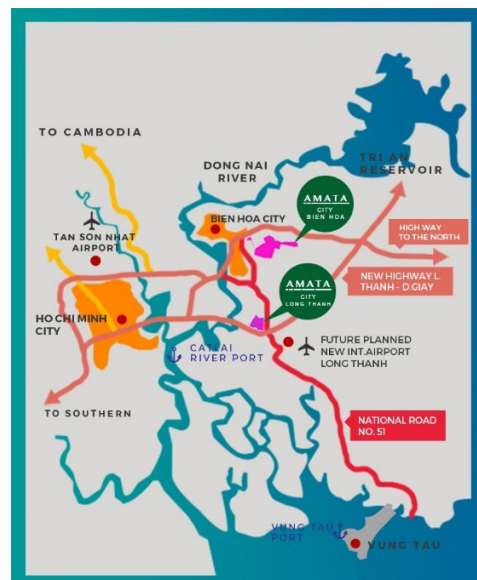 TO CAMBODIA
DONG NAI
RIVER
TRI AN
RESERVOIR
AMATA
CITY
BIEN HOA
BIEN HOA CITY
HIGH WAY
TO THE NORTH
TAN SON NHAT
AIRPORT
NEW HIGHWAY L.
THANH - D.GIAY
AMATA
CITY
LONG THANH
HO CHI MINH
CITY
CATLAI
RIVER PORT
FUTURE PLANNED
NEW INT.AIRPORT
LONG THANH
TO SOUTHERN
NATIONAL ROAD
NO. 51
VUNG TAU
PORT
VUNG TAU